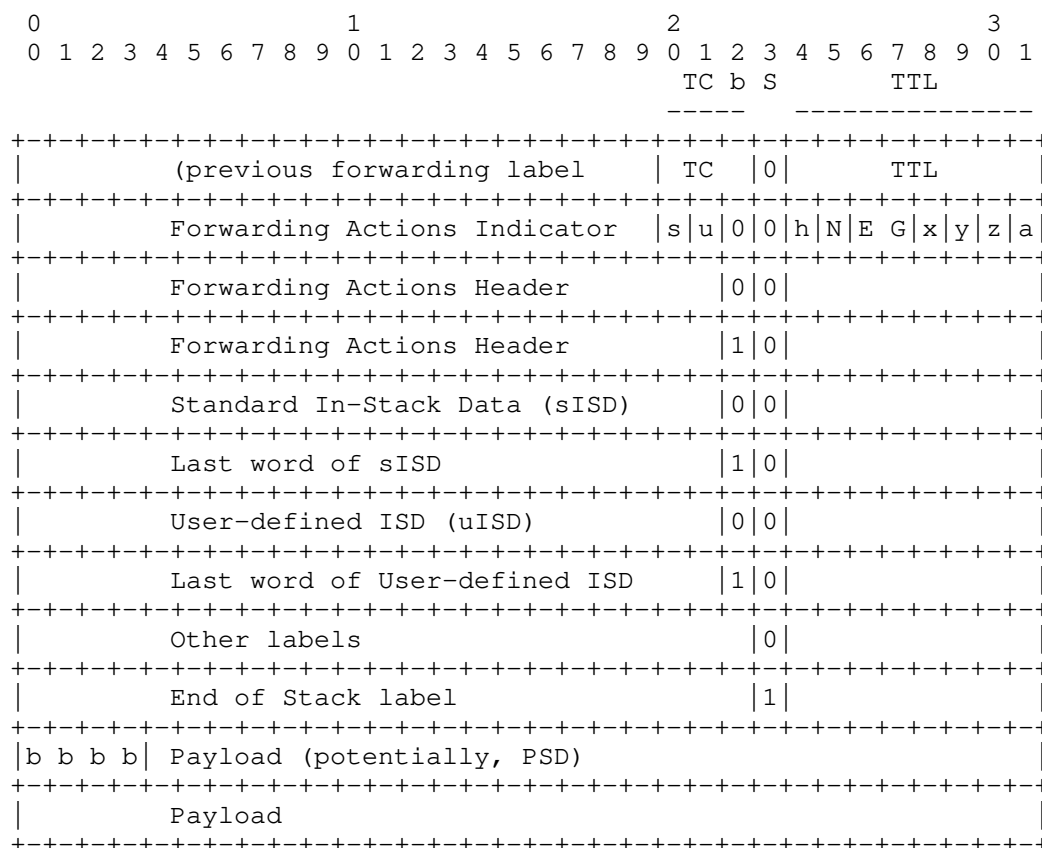 0                   1                   2                   3
 0 1 2 3 4 5 6 7 8 9 0 1 2 3 4 5 6 7 8 9 0 1 2 3 4 5 6 7 8 9 0 1
                                          TC b S       TTL
                                         -----   ---------------
+-+-+-+-+-+-+-+-+-+-+-+-+-+-+-+-+-+-+-+-+-+-+-+-+-+-+-+-+-+-+-+-+
|         (previous forwarding label    | TC  |0|      TTL      |
+-+-+-+-+-+-+-+-+-+-+-+-+-+-+-+-+-+-+-+-+-+-+-+-+-+-+-+-+-+-+-+-+
|         Forwarding Actions Indicator  |s|u|0|0|h|N|E G|x|y|z|a|
+-+-+-+-+-+-+-+-+-+-+-+-+-+-+-+-+-+-+-+-+-+-+-+-+-+-+-+-+-+-+-+-+
|         Forwarding Actions Header         |0|0|               |
+-+-+-+-+-+-+-+-+-+-+-+-+-+-+-+-+-+-+-+-+-+-+-+-+-+-+-+-+-+-+-+-+
|         Forwarding Actions Header         |1|0|               |
+-+-+-+-+-+-+-+-+-+-+-+-+-+-+-+-+-+-+-+-+-+-+-+-+-+-+-+-+-+-+-+-+
|         Standard In-Stack Data (sISD)     |0|0|               |
+-+-+-+-+-+-+-+-+-+-+-+-+-+-+-+-+-+-+-+-+-+-+-+-+-+-+-+-+-+-+-+-+
|         Last word of sISD                 |1|0|               |
+-+-+-+-+-+-+-+-+-+-+-+-+-+-+-+-+-+-+-+-+-+-+-+-+-+-+-+-+-+-+-+-+
|         User-defined ISD (uISD)           |0|0|               |
+-+-+-+-+-+-+-+-+-+-+-+-+-+-+-+-+-+-+-+-+-+-+-+-+-+-+-+-+-+-+-+-+
|         Last word of User-defined ISD     |1|0|               |
+-+-+-+-+-+-+-+-+-+-+-+-+-+-+-+-+-+-+-+-+-+-+-+-+-+-+-+-+-+-+-+-+
|         Other labels                        |0|               |
+-+-+-+-+-+-+-+-+-+-+-+-+-+-+-+-+-+-+-+-+-+-+-+-+-+-+-+-+-+-+-+-+
|         End of Stack label                  |1|               |
+-+-+-+-+-+-+-+-+-+-+-+-+-+-+-+-+-+-+-+-+-+-+-+-+-+-+-+-+-+-+-+-+
|b b b b| Payload (potentially, PSD)                            |
+-+-+-+-+-+-+-+-+-+-+-+-+-+-+-+-+-+-+-+-+-+-+-+-+-+-+-+-+-+-+-+-+
|         Payload                                               |
+-+-+-+-+-+-+-+-+-+-+-+-+-+-+-+-+-+-+-+-+-+-+-+-+-+-+-+-+-+-+-+-+